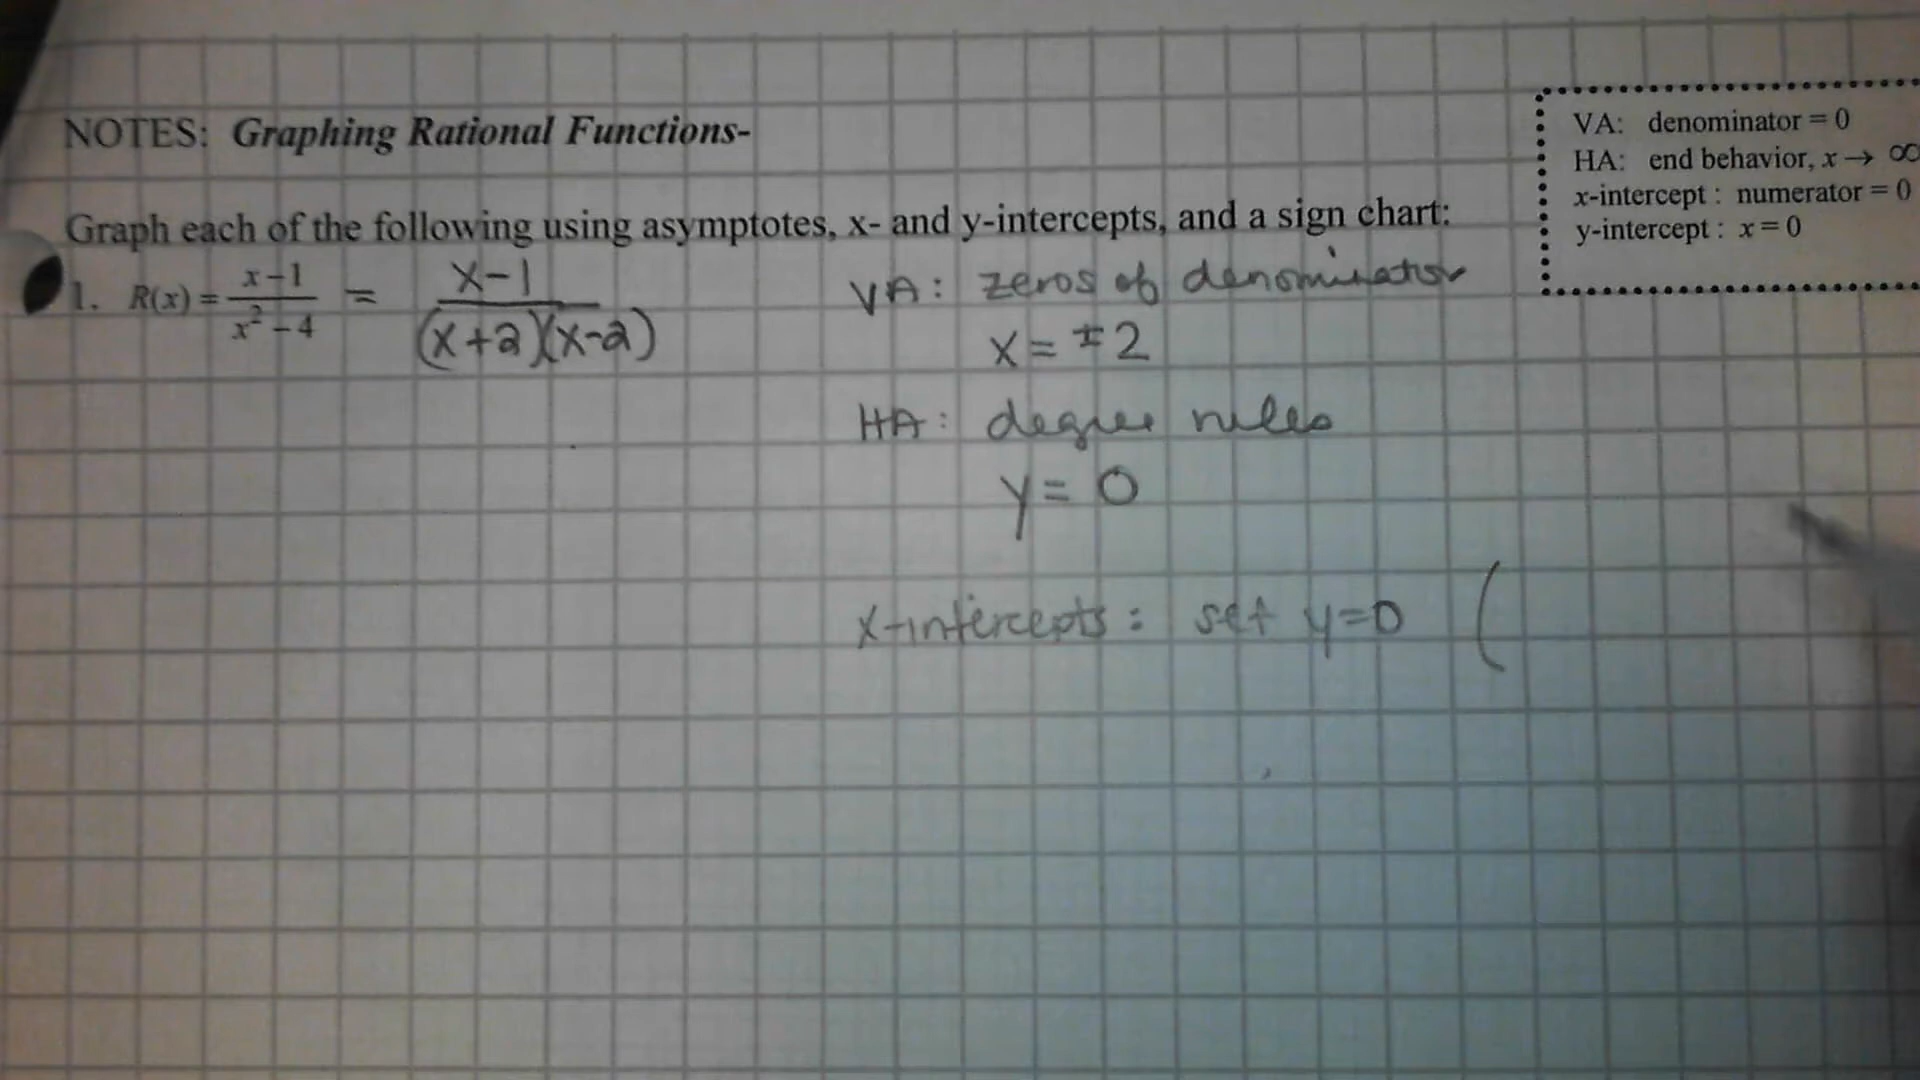 NOTES: Graphing Rational Functions-
VA: denominator = 0
HA: end behavior, x → ∞
x-intercept : numerator = 0
y-intercept : x = 0
Graph each of the following using asymptotes, x- and y-intercepts, and a sign chart:
1. R(x) = (x-1)/(x²-4) = (x-1)/((x+2)(x-2))
VA: zeros of denominator
x = ±2
HA: degree rules
y = 0
x-intercepts: set y=0 (